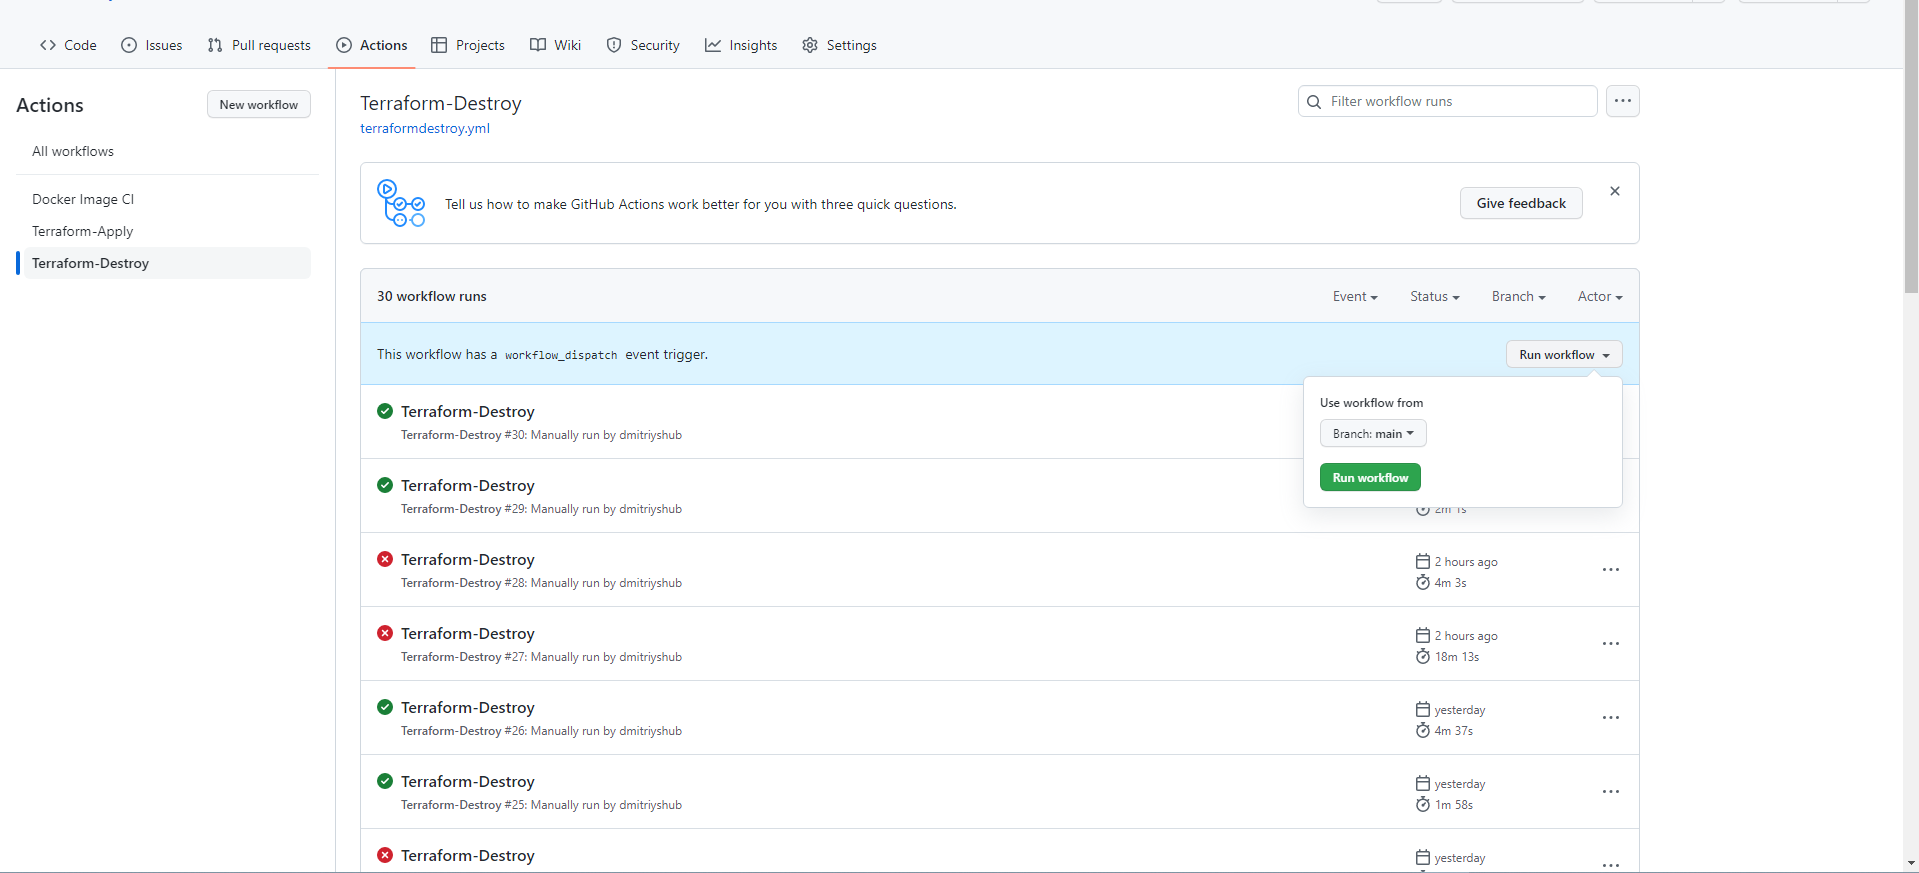 Code Issues Pull requests Actions Projects Wiki Security Insights Settings
Actions
New workflow
All workflows
Docker Image CI
Terraform-Apply
Terraform-Destroy
Terraform-Destroy
terraformdestroy.yml
Filter workflow runs
Tell us how to make GitHub Actions work better for you with three quick questions.
Give feedback
30 workflow runs
Event Status Branch Actor
This workflow has a workflow_dispatch event trigger.
Run workflow
Use workflow from
Branch: main
Run workflow
Terraform-Destroy
Terraform-Destroy #30: Manually run by dmitriyshub
Terraform-Destroy
Terraform-Destroy #29: Manually run by dmitriyshub
2m 1s
Terraform-Destroy
Terraform-Destroy #28: Manually run by dmitriyshub
2 hours ago
4m 3s
Terraform-Destroy
Terraform-Destroy #27: Manually run by dmitriyshub
2 hours ago
18m 13s
Terraform-Destroy
Terraform-Destroy #26: Manually run by dmitriyshub
yesterday
4m 37s
Terraform-Destroy
Terraform-Destroy #25: Manually run by dmitriyshub
yesterday
1m 58s
Terraform-Destroy
yesterday